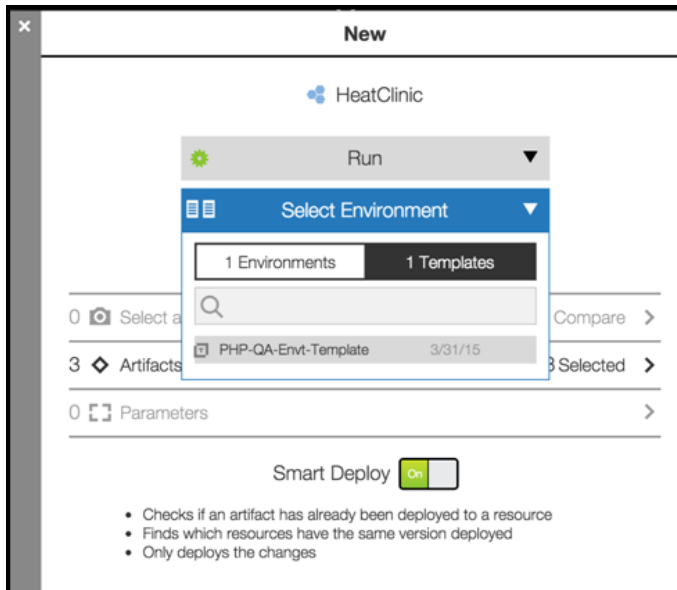 New
HeatClinic
Run
Select Environment
1 Environments 1 Templates
0 Select a Compare
PHP-QA-Envt-Template 3/31/15
3 Artifacts 3 Selected
0 Parameters
Smart Deploy On
• Checks if an artifact has already been deployed to a resource
• Finds which resources have the same version deployed
• Only deploys the changes